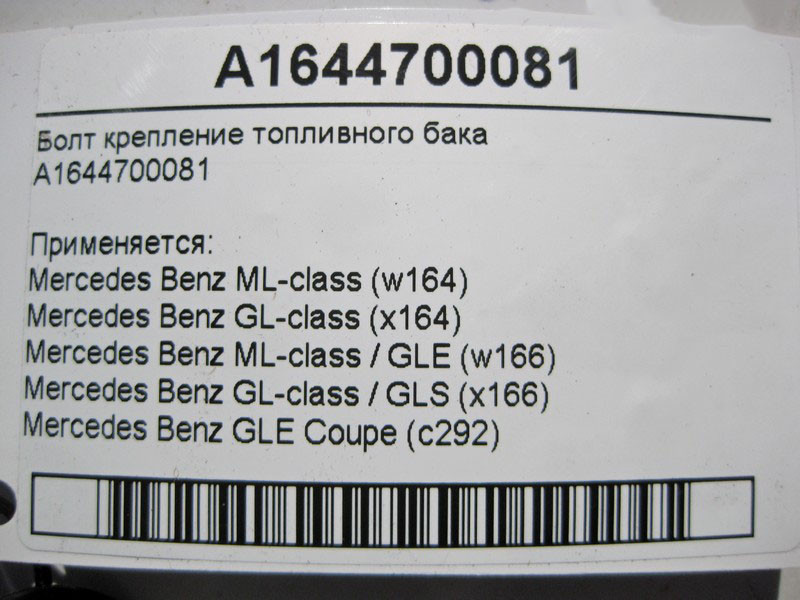 A1644700081
Болт крепление топливного бака
A1644700081
Применяется:
Mercedes Benz ML-class (w164)
Mercedes Benz GL-class (x164)
Mercedes Benz ML-class / GLE (w166)
Mercedes Benz GL-class / GLS (x166)
Mercedes Benz GLE Coupe (c292)